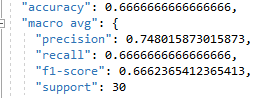 "accuracy": 0.6666666666666666,
"macro avg": {
"precision": 0.748015873015873,
"recall": 0.6666666666666666,
"f1-score": 0.6662365412365413,
"support": 30